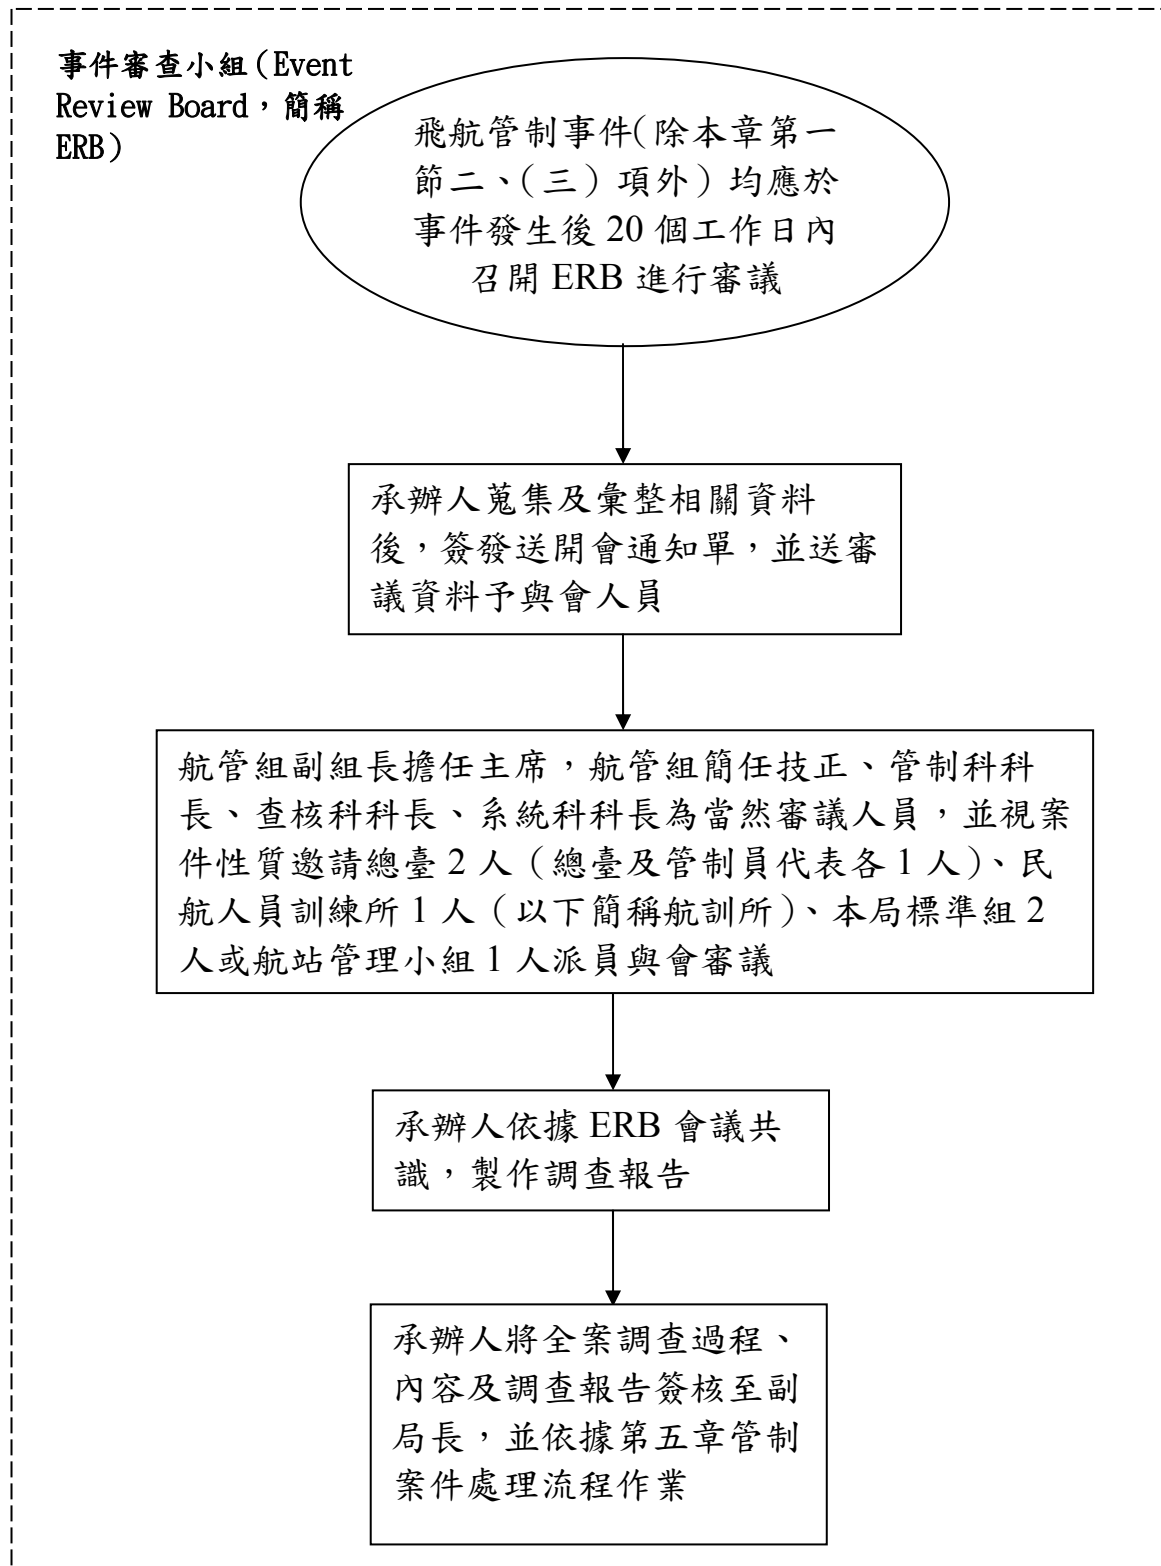 事件審查小組(Event
Review Board，簡稱
ERB)
飛航管制事件(除本章第一
節二、(三）項外）均應於
事件發生後 20 個工作日內
召開 ERB 進行審議
承辦人蒐集及彙整相關資料
後，簽發送開會通知單，並送審
議資料予與會人員
航管組副組長擔任主席，航管組簡任技正、管制科科
長、查核科科長、系統科科長為當然審議人員，並視案
件性質邀請總臺 2 人（總臺及管制員代表各 1 人）、民
航人員訓練所 1 人（以下簡稱航訓所）、本局標準組 2
人或航站管理小組 1 人派員與會審議
承辦人依據 ERB 會議共
識，製作調查報告
承辦人將全案調查過程、
內容及調查報告簽核至副
局長，並依據第五章管制
案件處理流程作業